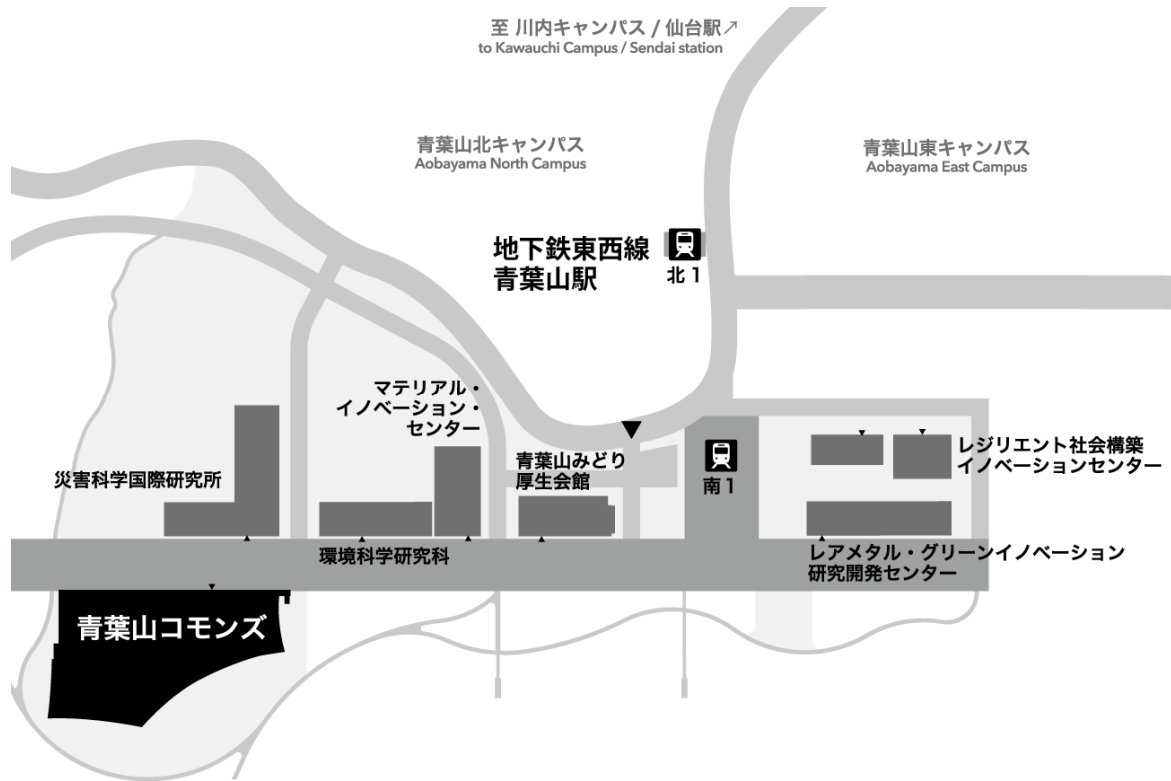 至 川内キャンパス / 仙台駅↗
to Kawauchi Campus / Sendai station
青葉山北キャンパス
Aobayama North Campus
青葉山東キャンパス
Aobayama East Campus
地下鉄東西線
青葉山駅
北1
マテリアル・
イノベーション・
センター
青葉山みどり
厚生会館
南1
レジリエント社会構築
イノベーションセンター
災害科学国際研究所
環境科学研究科
レアメタル・グリーンイノベーション
研究開発センター
青葉山コモンズ